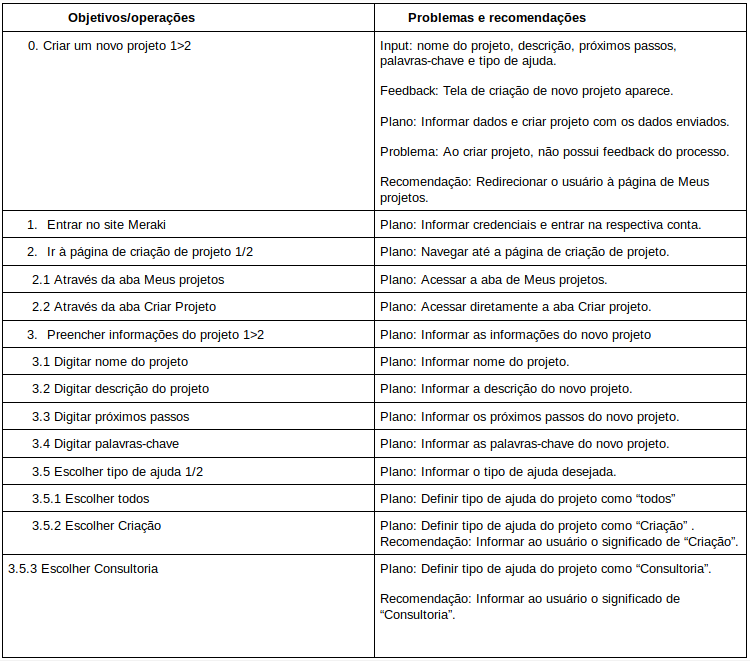 Objetivos/operações
Problemas e recomendações
0. Criar um novo projeto 1>2
Input: nome do projeto, descrição, próximos passos,
palavras-chave e tipo de ajuda.
Feedback: Tela de criação de novo projeto aparece.
Plano: Informar dados e criar projeto com os dados enviados.
Problema: Ao criar projeto, não possui feedback do processo.
Recomendação: Redirecionar o usuário à página de Meus
projetos.
1. Entrar no site Meraki
Plano: Informar credenciais e entrar na respectiva conta.
2. Ir à página de criação de projeto 1/2
Plano: Navegar até a página de criação de projeto.
2.1 Através da aba Meus projetos
Plano: Acessar a aba de Meus projetos.
2.2 Através da aba Criar Projeto
Plano: Acessar diretamente a aba Criar projeto.
3. Preencher informações do projeto 1>2
Plano: Informar as informações do novo projeto
3.1 Digitar nome do projeto
Plano: Informar nome do projeto.
3.2 Digitar descrição do projeto
Plano: Informar a descrição do novo projeto.
3.3 Digitar próximos passos
Plano: Informar os próximos passos do novo projeto.
3.4 Digitar palavras-chave
Plano: Informar as palavras-chave do novo projeto.
3.5 Escolher tipo de ajuda 1/2
Plano: Informar o tipo de ajuda desejada.
3.5.1 Escolher todos
Plano: Definir tipo de ajuda do projeto como “todos”
3.5.2 Escolher Criação
Plano: Definir tipo de ajuda do projeto como “Criação” .
Recomendação: Informar ao usuário o significado de “Criação”.
3.5.3 Escolher Consultoria
Plano: Definir tipo de ajuda do projeto como “Consultoria”.
Recomendação: Informar ao usuário o significado de
“Consultoria”.